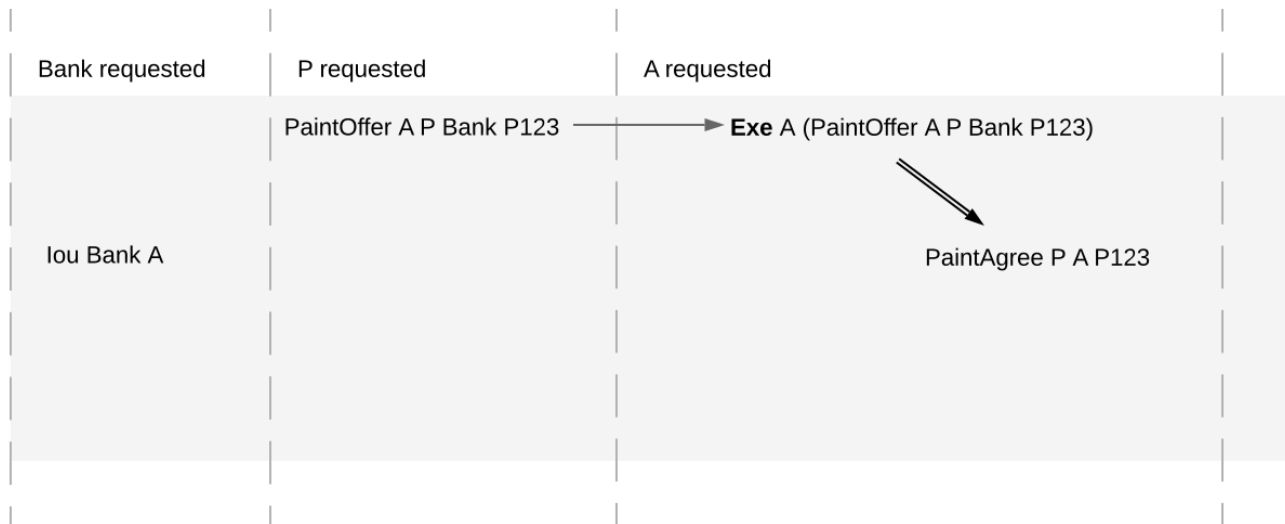 Bank requested
P requested
A requested
PaintOffer A P Bank P123
Exe A (PaintOffer A P Bank P123)
Iou Bank A
PaintAgree P A P123